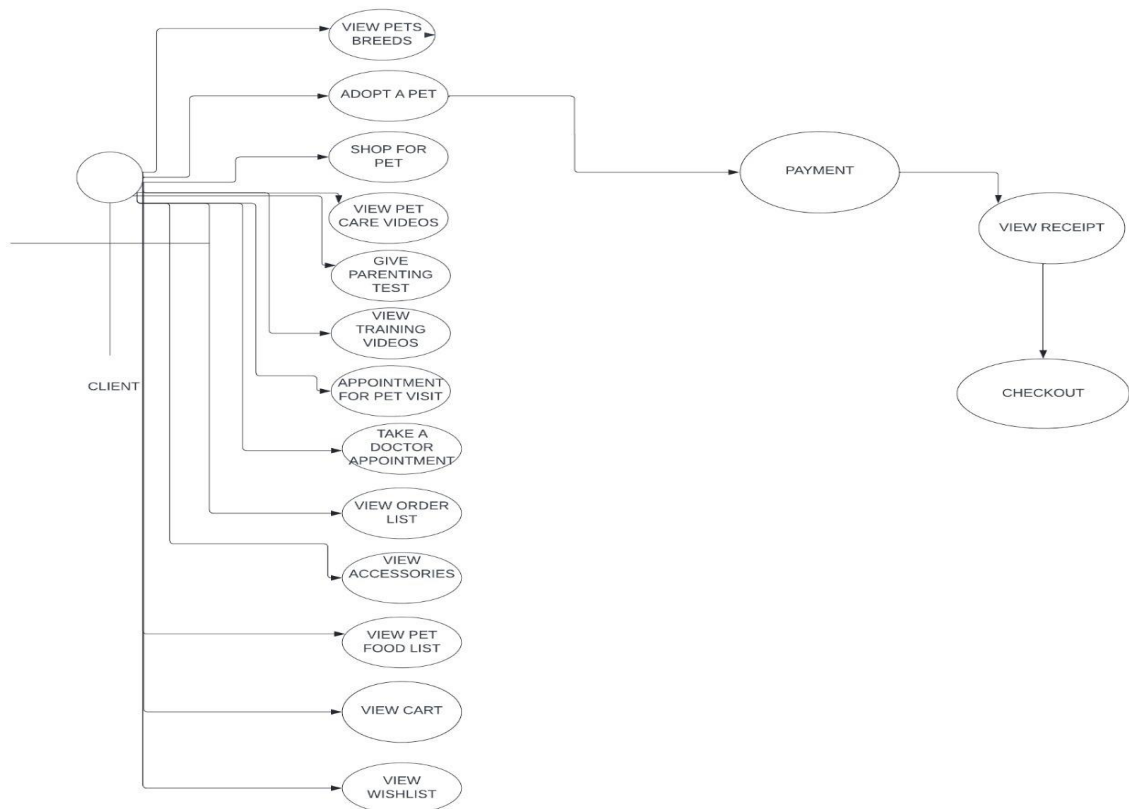 VIEW PETS
BREEDS
ADOPT A PET
SHOP FOR
PET
VIEW PET
CARE VIDEOS
GIVE
PARENTING
TEST
VIEW
TRAINING
VIDEOS
APPOINTMENT
FOR PET VISIT
TAKE A
DOCTOR
APPOINTMENT
VIEW ORDER
LIST
VIEW
ACCESSORIES
VIEW PET
FOOD LIST
VIEW CART
VIEW
WISHLIST
CLIENT
PAYMENT
VIEW RECEIPT
CHECKOUT